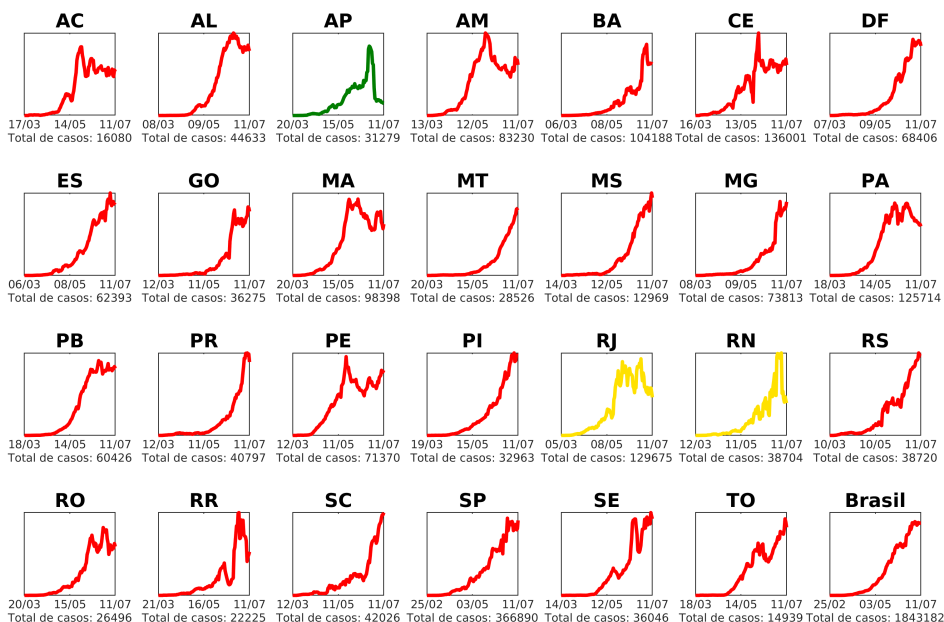 AC AL AP AM BA CE DF
17/03 14/05 11/07 08/03 09/05 11/07 20/03 15/05 11/07 13/03 12/05 11/07 06/03 08/05 11/07 16/03 13/05 11/07 07/03 09/05 11/07
Total de casos: 16080 Total de casos: 44633 Total de casos: 31279 Total de casos: 83230 Total de casos: 104188 Total de casos: 136001 Total de casos: 68406
ES GO MA MT MS MG PA
06/03 08/05 11/07 12/03 11/05 11/07 20/03 15/05 11/07 20/03 15/05 11/07 14/03 12/05 11/07 08/03 09/05 11/07 18/03 14/05 11/07
Total de casos: 62393 Total de casos: 36275 Total de casos: 98398 Total de casos: 28526 Total de casos: 12969 Total de casos: 73813 Total de casos: 125714
PB PR PE PI RJ RN RS
18/03 14/05 11/07 12/03 11/05 11/07 12/03 11/05 11/07 19/03 15/05 11/07 05/03 08/05 11/07 12/03 11/05 11/07 10/03 03/05 11/07
Total de casos: 60426 Total de casos: 40797 Total de casos: 71370 Total de casos: 32963 Total de casos: 129675 Total de casos: 38704 Total de casos: 38720
RO RR SC SP SE TO Brasil
20/03 15/05 11/07 21/03 16/05 11/07 12/03 11/05 11/07 25/02 03/05 11/07 14/03 12/05 11/07 18/03 14/05 11/07 25/02 03/05 11/07
Total de casos: 26496 Total de casos: 22225 Total de casos: 42026 Total de casos: 366890 Total de casos: 36046 Total de casos: 14939 Total de casos: 1843182